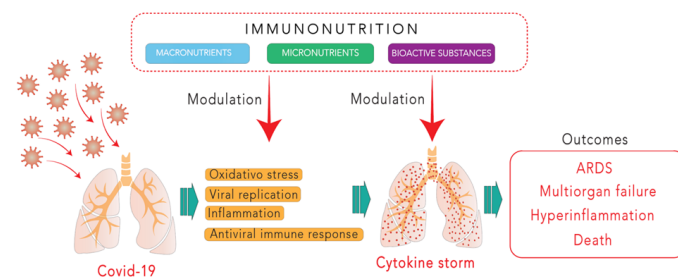 IMMUNONUTRITION
MACRONUTRIENTS
MICRONUTRIENTS
BIOACTIVE SUBSTANCES
Modulation
Modulation
Oxidativo stress
Viral replication
Inflammation
Antiviral immune response
Covid-19
Cytokine storm
Outcomes
ARDS
Multiorgan failure
Hyperinflammation
Death